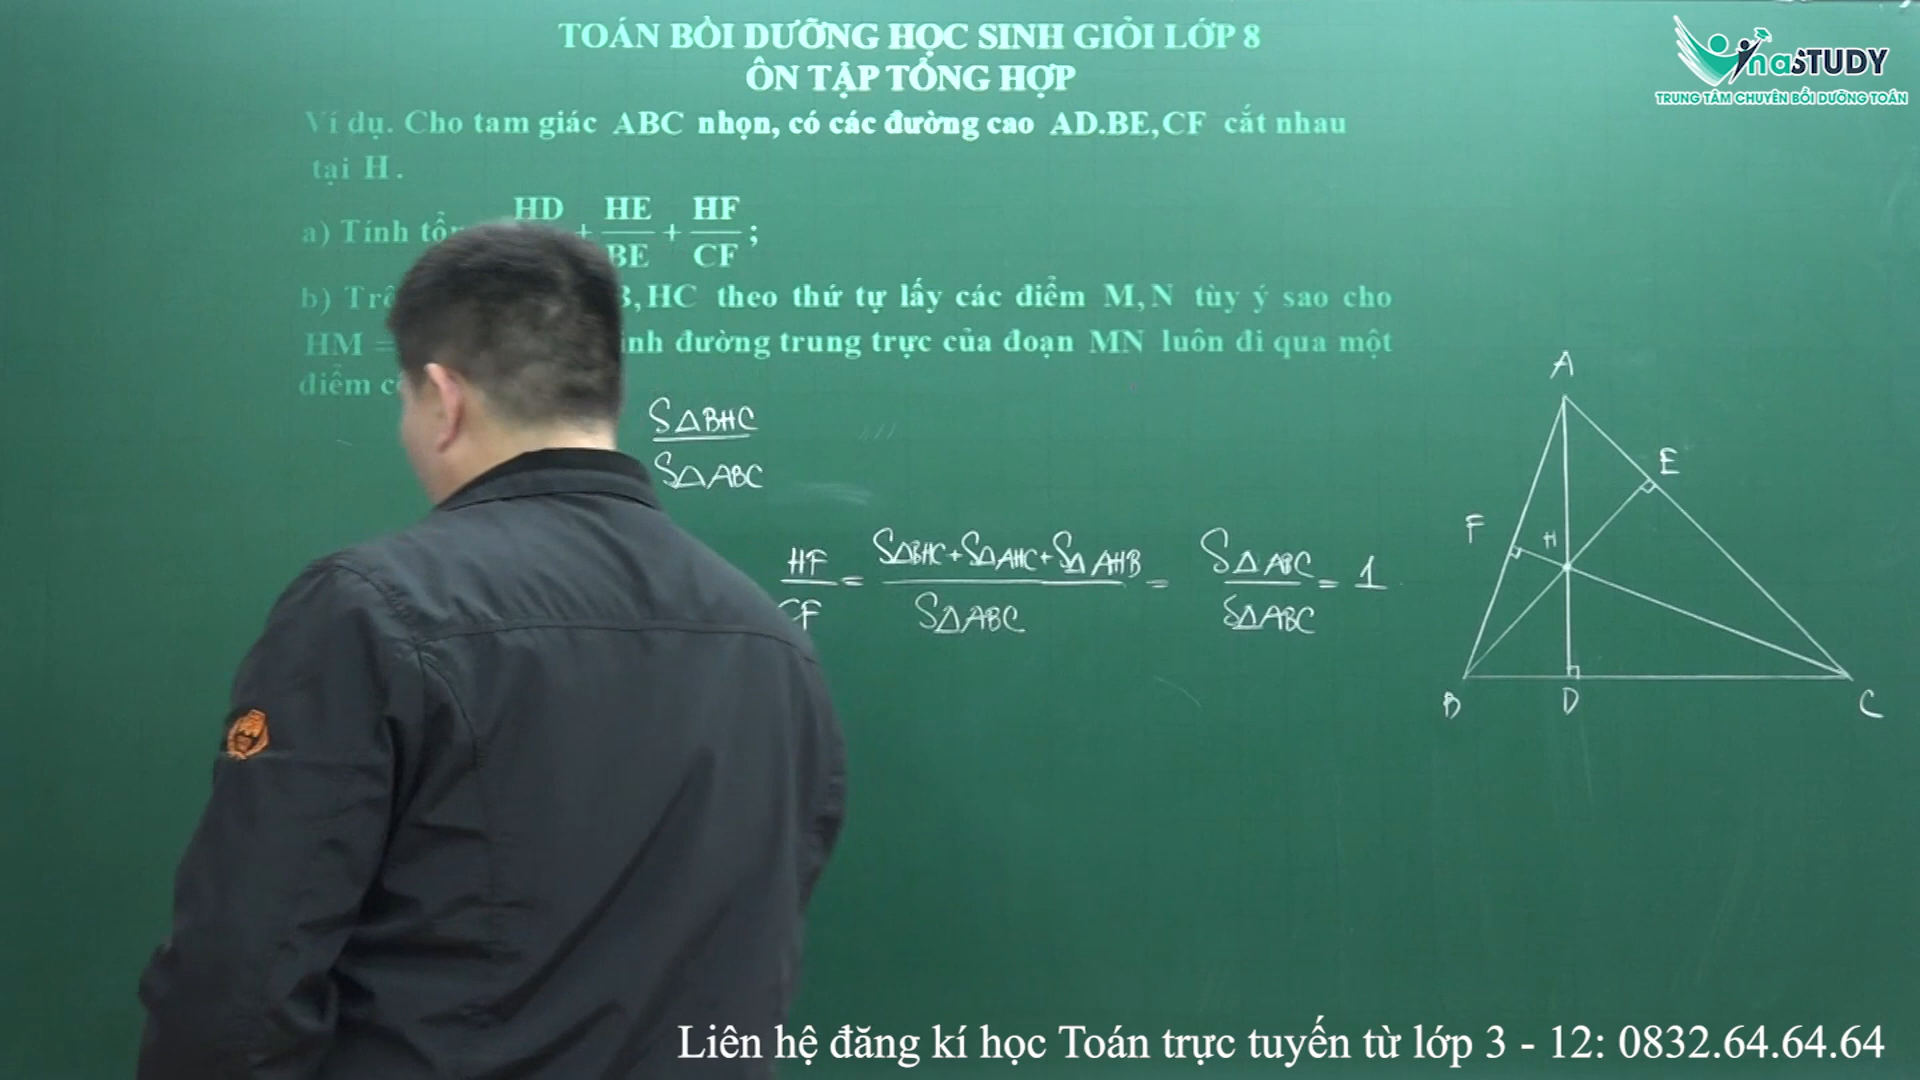 TOÁN BỒI DƯỠNG HỌC SINH GIỎI LỚP 8
ÔN TẬP TỔNG HỢP
STUDY
TRUNG TÂM CHUYÊN BỒI DƯỠNG TOÁN
Ví dụ. Cho tam giác ABC nhọn, có các đường cao AD.BE,CF cắt nhau
tại H.
a) Tính HD + HE/BE + HF/CF ;
b) HC theo thứ tự lấy các điểm M,N tùy ý sao cho
HM = đường trung trực của đoạn MN luôn đi qua một
điểm
S△BHC
S△ABC
HF/CF = S△BHC+S△AHC+S△AHB / S△ABC = S△ABC / S△ABC = 1
A
E
F
H
B
D
C
Liên hệ đăng kí học Toán trực tuyến từ lớp 3 - 12: 0832.64.64.64